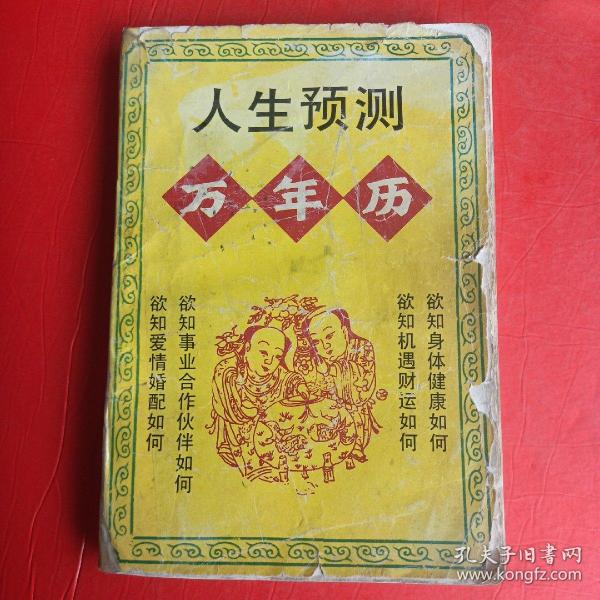 人生预测
万年历
欲知身体健康如何
欲知机遇财运如何
欲知事业合作伙伴如何
欲知爱情婚配如何
孔夫子旧书网
www.kongfz.com